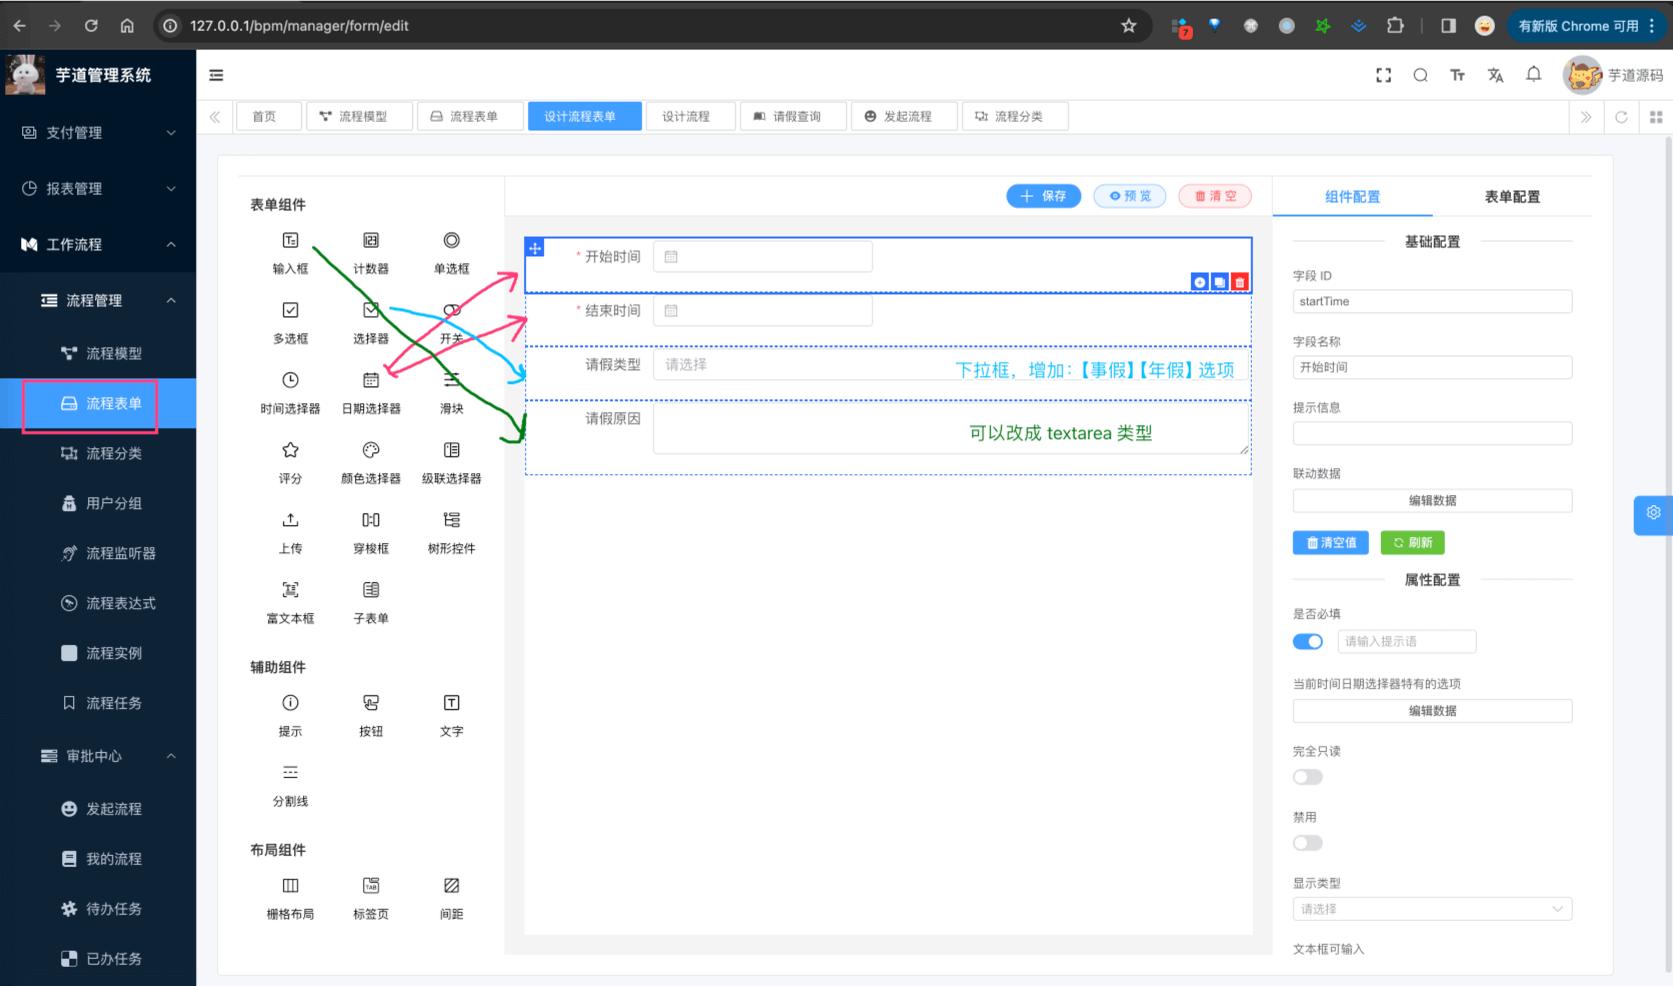 127.0.0.1/bpm/manager/form/edit
7
有新版 Chrome 可用
芋道管理系统
芋道源码
首页
流程模型
流程表单
设计流程表单
设计流程
请假查询
发起流程
流程分类
支付管理
报表管理
工作流程
流程管理
流程模型
流程表单
流程分类
用户分组
流程监听器
流程表达式
流程实例
流程任务
审批中心
发起流程
我的流程
待办任务
已办任务
表单组件
输入框
计数器
单选框
多选框
选择器
开关
时间选择器
日期选择器
滑块
评分
颜色选择器
级联选择器
上传
穿梭框
树形控件
富文本框
子表单
辅助组件
提示
按钮
文字
分割线
布局组件
栅格布局
标签页
间距
保存
预览
清空
* 开始时间
* 结束时间
请假类型
请选择
下拉框，增加：【事假】【年假】选项
请假原因
可以改成 textarea 类型
组件配置
表单配置
基础配置
字段 ID
startTime
字段名称
开始时间
提示信息
联动数据
编辑数据
清空值
刷新
属性配置
是否必填
请输入提示语
当前时间日期选择器特有的选项
编辑数据
完全只读
禁用
显示类型
请选择
文本框可输入